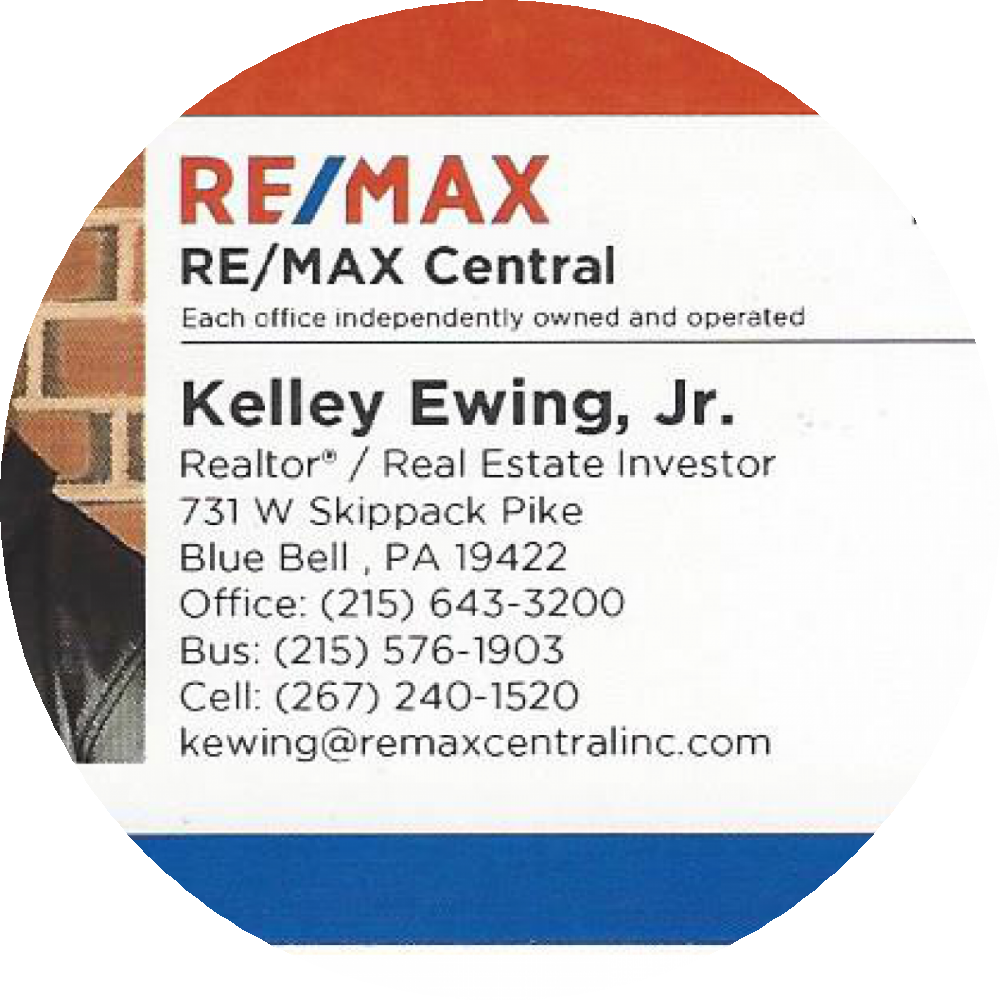 RE/MAX
RE/MAX Central
Each office independently owned and operated
Kelley Ewing, Jr.
Realtor® / Real Estate Investor
731 W Skippack Pike
Blue Bell , PA 19422
Office: (215) 643-3200
Bus: (215) 576-1903
Cell: (267) 240-1520
kewing@remaxcentralinc.com